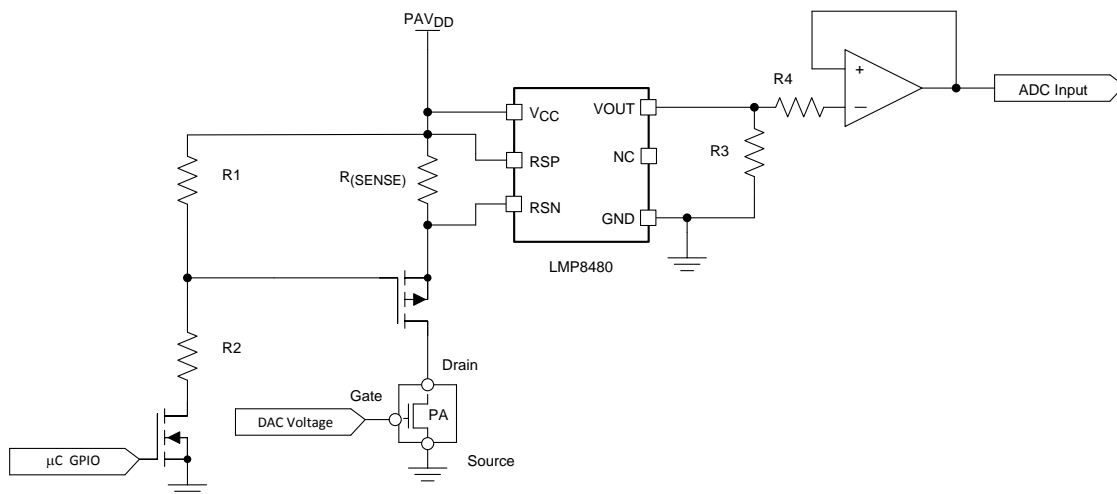 PAVDD
R4
+
−
ADC Input
VCC
VOUT
R3
R1
R(SENSE)
RSP
NC
RSN
GND
LMP8480
R2
Drain
Gate
PA
DAC Voltage
Source
µC GPIO